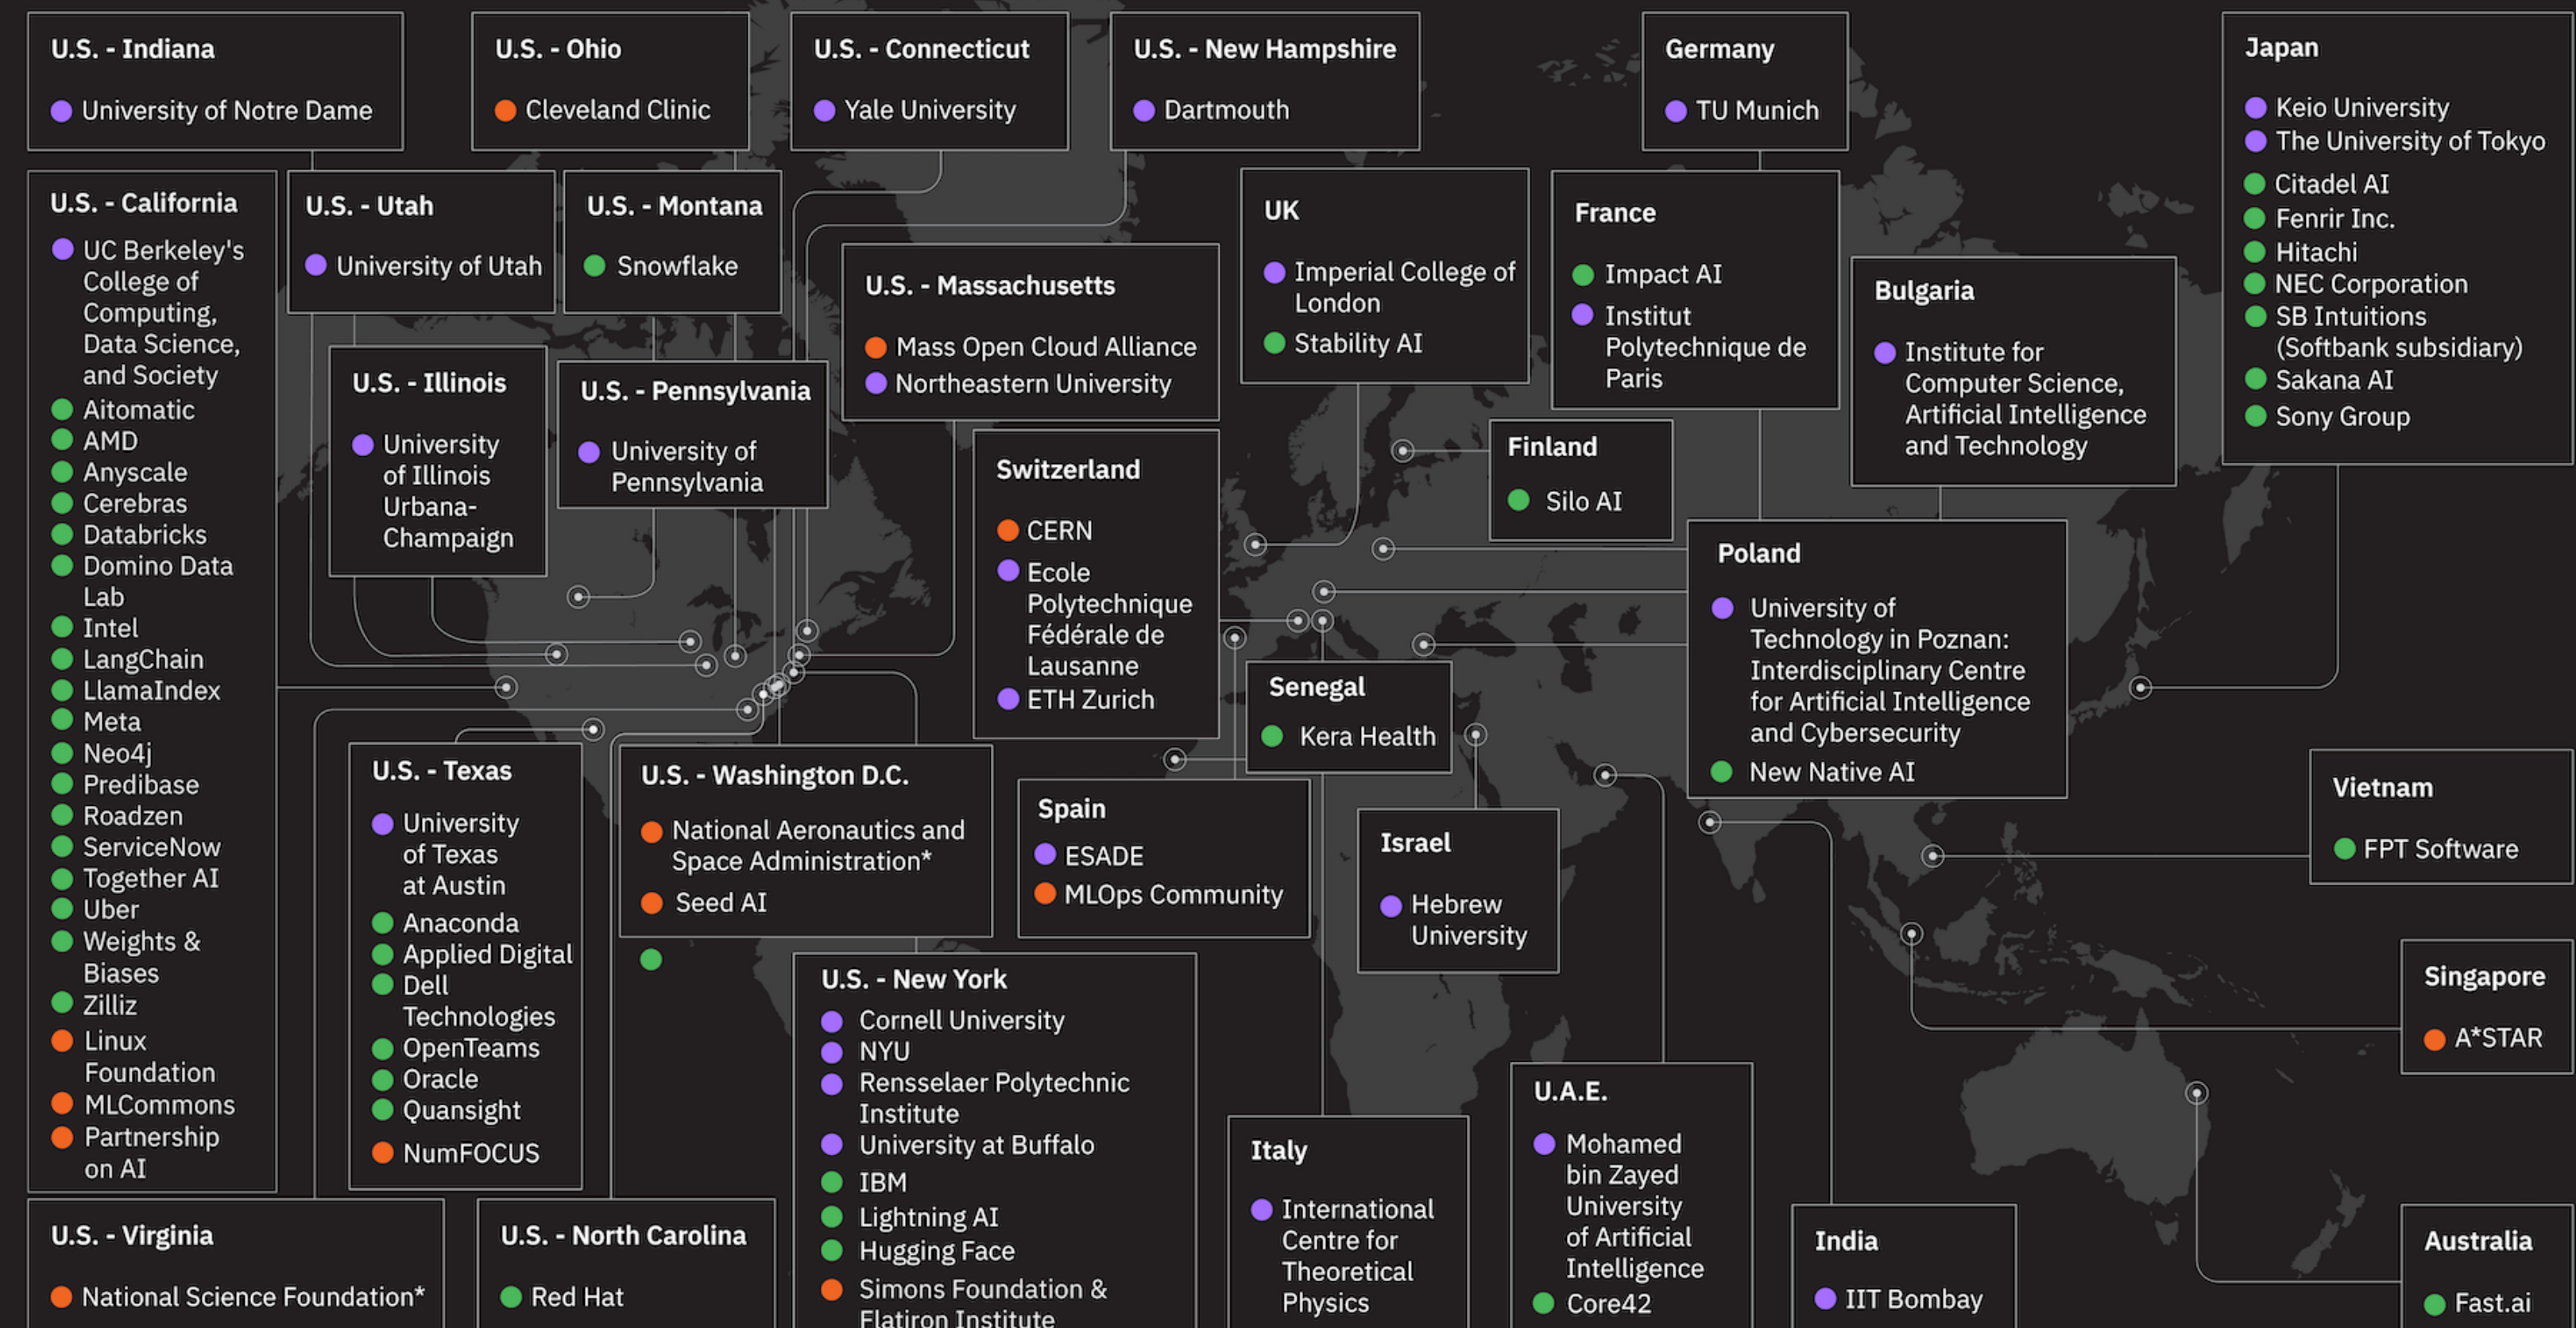 U.S. - Indiana
University of Notre Dame
U.S. - Ohio
Cleveland Clinic
U.S. - Connecticut
Yale University
U.S. - New Hampshire
Dartmouth
Germany
TU Munich
Japan
Keio University
The University of Tokyo
Citadel AI
Fenrir Inc.
Hitachi
NEC Corporation
SB Intuitions
(Softbank subsidiary)
Sakana AI
Sony Group
U.S. - California
UC Berkeley's
College of
Computing,
Data Science,
and Society
Aitomatic
AMD
Anyscale
Cerebras
Databricks
Domino Data
Lab
Intel
LangChain
LlamaIndex
Meta
Neo4j
Predibase
Roadzen
ServiceNow
Together AI
Uber
Weights &
Biases
Zilliz
Linux
Foundation
MLCommons
Partnership
on AI
U.S. - Utah
University of Utah
U.S. - Montana
Snowflake
U.S. - Massachusetts
Mass Open Cloud Alliance
Northeastern University
UK
Imperial College of
London
Stability AI
France
Impact AI
Institut
Polytechnique de
Paris
Bulgaria
Institute for
Computer Science,
Artificial Intelligence
and Technology
U.S. - Illinois
University
of Illinois
Urbana-
Champaign
U.S. - Pennsylvania
University of
Pennsylvania
Switzerland
CERN
Ecole
Polytechnique
Fédérale de
Lausanne
ETH Zurich
Finland
Silo AI
Poland
University of
Technology in Poznan:
Interdisciplinary Centre
for Artificial Intelligence
and Cybersecurity
New Native AI
Senegal
Kera Health
U.S. - Texas
University
of Texas
at Austin
Anaconda
Applied Digital
Dell
Technologies
OpenTeams
Oracle
Quansight
NumFOCUS
U.S. - Washington D.C.
National Aeronautics and
Space Administration*
Seed AI
Spain
ESADE
MLOps Community
Israel
Hebrew
University
Vietnam
FPT Software
Singapore
A*STAR
U.S. - New York
Cornell University
NYU
Rensselaer Polytechnic
Institute
University at Buffalo
IBM
Lightning AI
Hugging Face
Simons Foundation &
Flatiron Institute
U.A.E.
Mohamed
bin Zayed
University
of Artificial
Intelligence
Core42
Italy
International
Centre for
Theoretical
Physics
U.S. - Virginia
National Science Foundation*
U.S. - North Carolina
Red Hat
India
IIT Bombay
Australia
Fast.ai